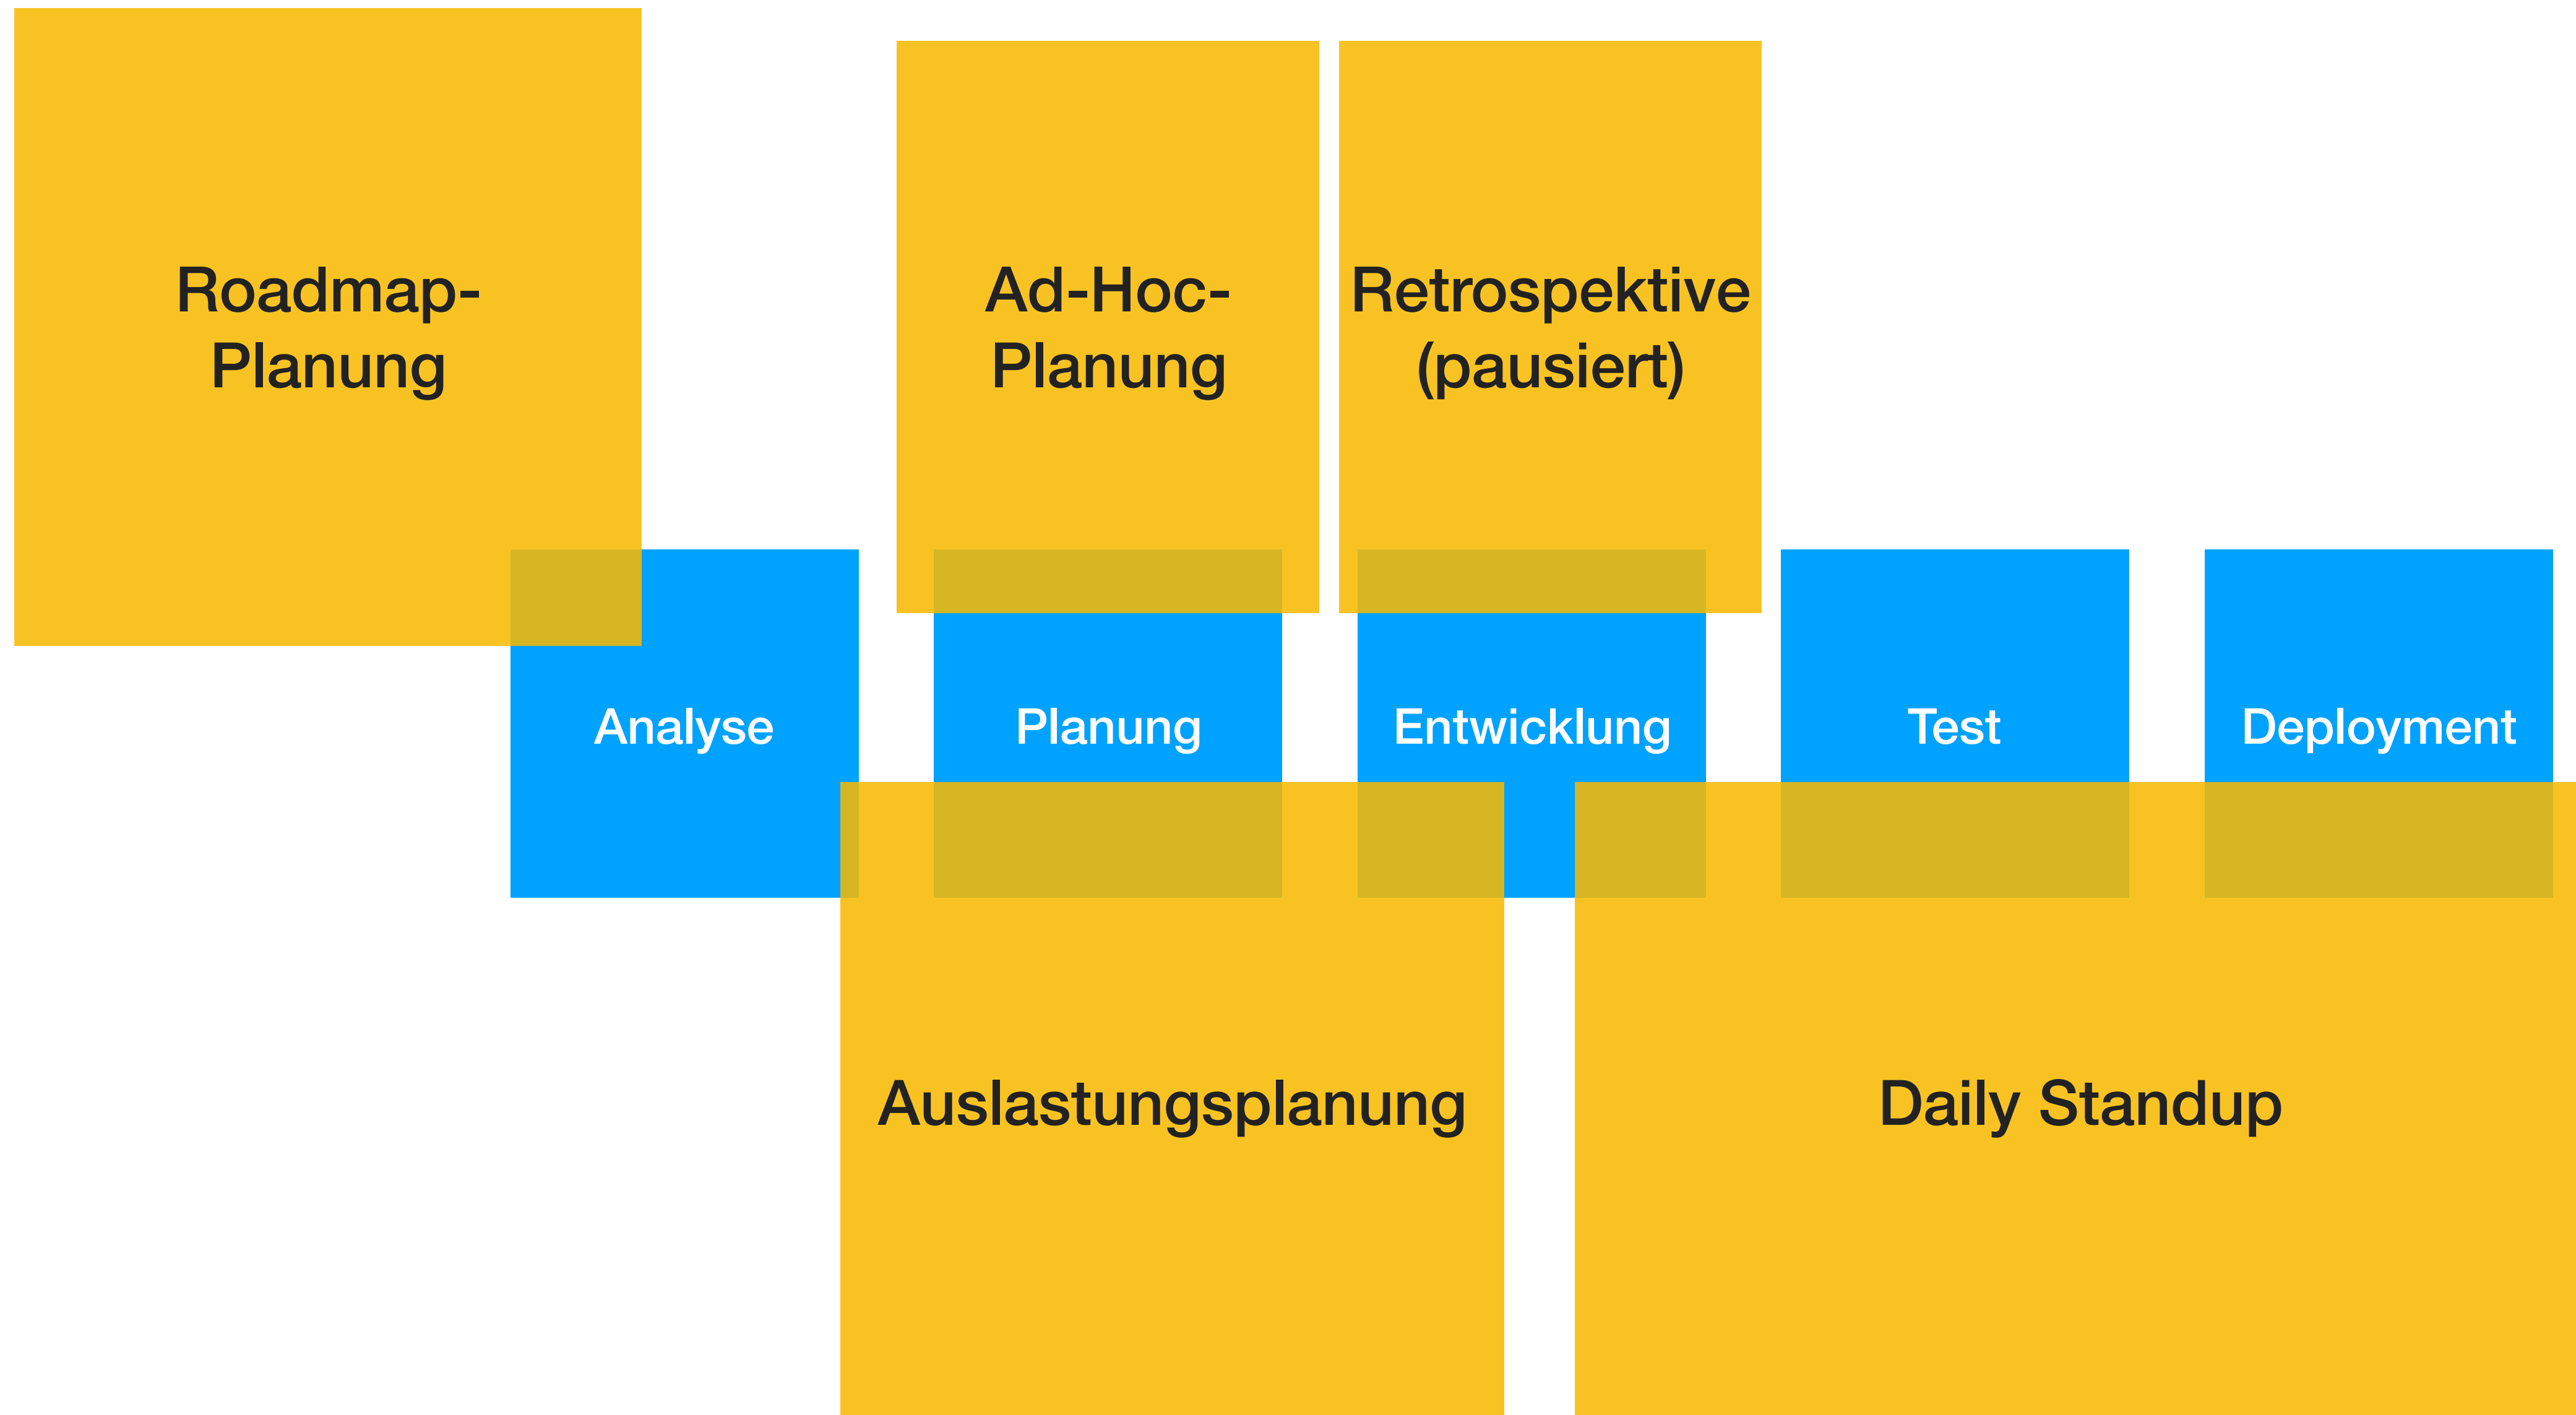 Roadmap-
Planung
Ad-Hoc-
Planung
Retrospektive
(pausiert)
Analyse
Planung
Entwicklung
Test
Deployment
Auslastungsplanung
Daily Standup